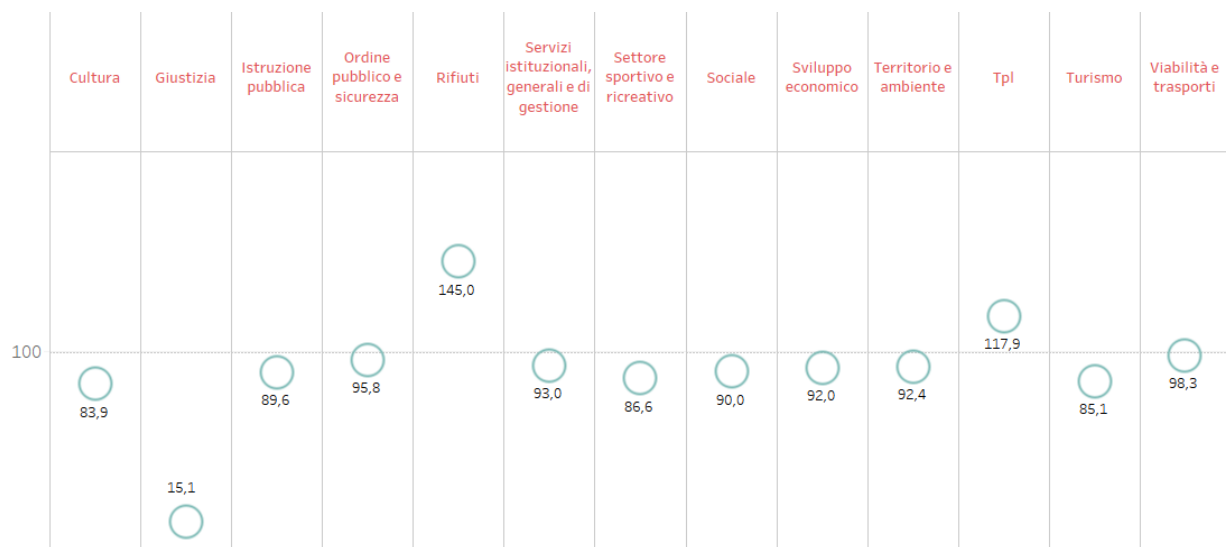 Cultura
Giustizia
Istruzione
pubblica
Ordine
pubblico e
sicurezza
Rifiuti
Servizi
istituzionali,
generali e di
gestione
Settore
sportivo e
ricreativo
Sociale
Sviluppo
economico
Territorio e
ambiente
Tpl
Turismo
Viabilità e
trasporti
100
83,9
15,1
89,6
95,8
145,0
93,0
86,6
90,0
92,0
92,4
117,9
85,1
98,3